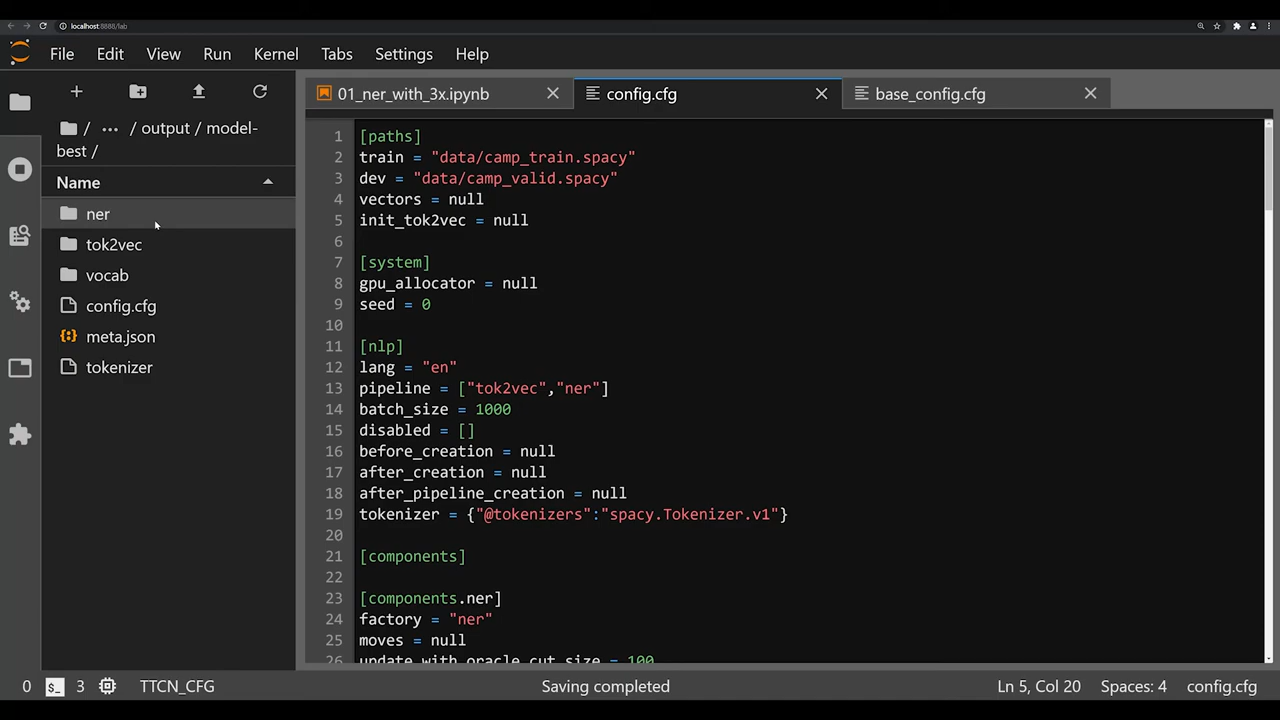 localhost:8888/lab
File Edit View Run Kernel Tabs Settings Help
/ ... / output / model-
best /
Name
ner
tok2vec
vocab
config.cfg
meta.json
tokenizer
01_ner_with_3x.ipynb
config.cfg
base_config.cfg
1 [paths]
2 train = "data/camp_train.spacy"
3 dev = "data/camp_valid.spacy"
4 vectors = null
5 init_tok2vec = null
6
7 [system]
8 gpu_allocator = null
9 seed = 0
10
11 [nlp]
12 lang = "en"
13 pipeline = ["tok2vec","ner"]
14 batch_size = 1000
15 disabled = []
16 before_creation = null
17 after_creation = null
18 after_pipeline_creation = null
19 tokenizer = {"@tokenizers":"spacy.Tokenizer.v1"}
20
21 [components]
22
23 [components.ner]
24 factory = "ner"
25 moves = null
26 update_with_oracle_cut_size = 100
0 3 TTCN_CFG Saving completed Ln 5, Col 20 Spaces: 4 config.cfg